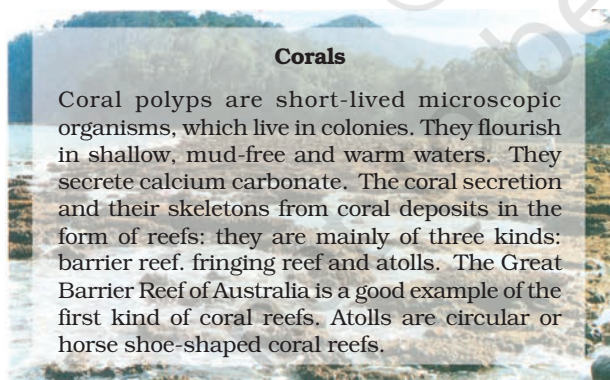 Corals
Coral polyps are short-lived microscopic
organisms, which live in colonies. They flourish
in shallow, mud-free and warm waters. They
secrete calcium carbonate. The coral secretion
and their skeletons from coral deposits in the
form of reefs: they are mainly of three kinds:
barrier reef. fringing reef and atolls. The Great
Barrier Reef of Australia is a good example of the
first kind of coral reefs. Atolls are circular or
horse shoe-shaped coral reefs.